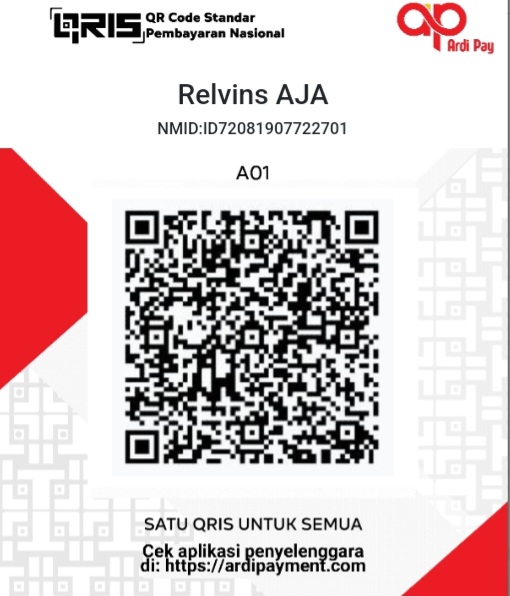 QRIS QR Code Standar
Pembayaran Nasional
ap
Ardi Pay
Relvins AJA
NMID:ID72081907722701
A01
SATU QRIS UNTUK SEMUA
Cek aplikasi penyelenggara
di: https://ardipayment.com